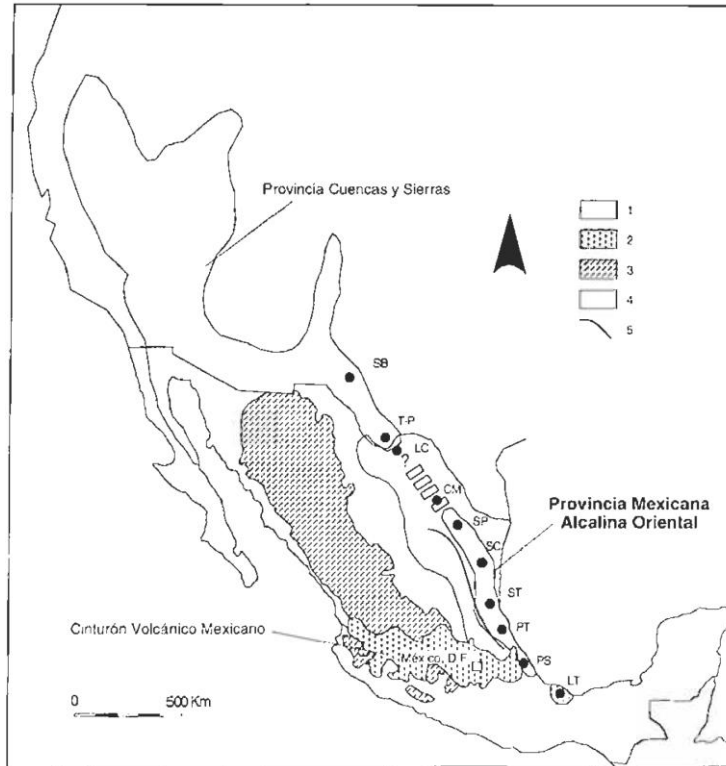 Provincia Cuencas y Sierras
1
2
3
4
5
SB
T-P
LC
?
CM
SP
Provincia Mexicana
Alcalina Oriental
SC
ST
PT
Cinturón Volcánico Mexicano
México, D.F.
PS
LT
0 500 Km